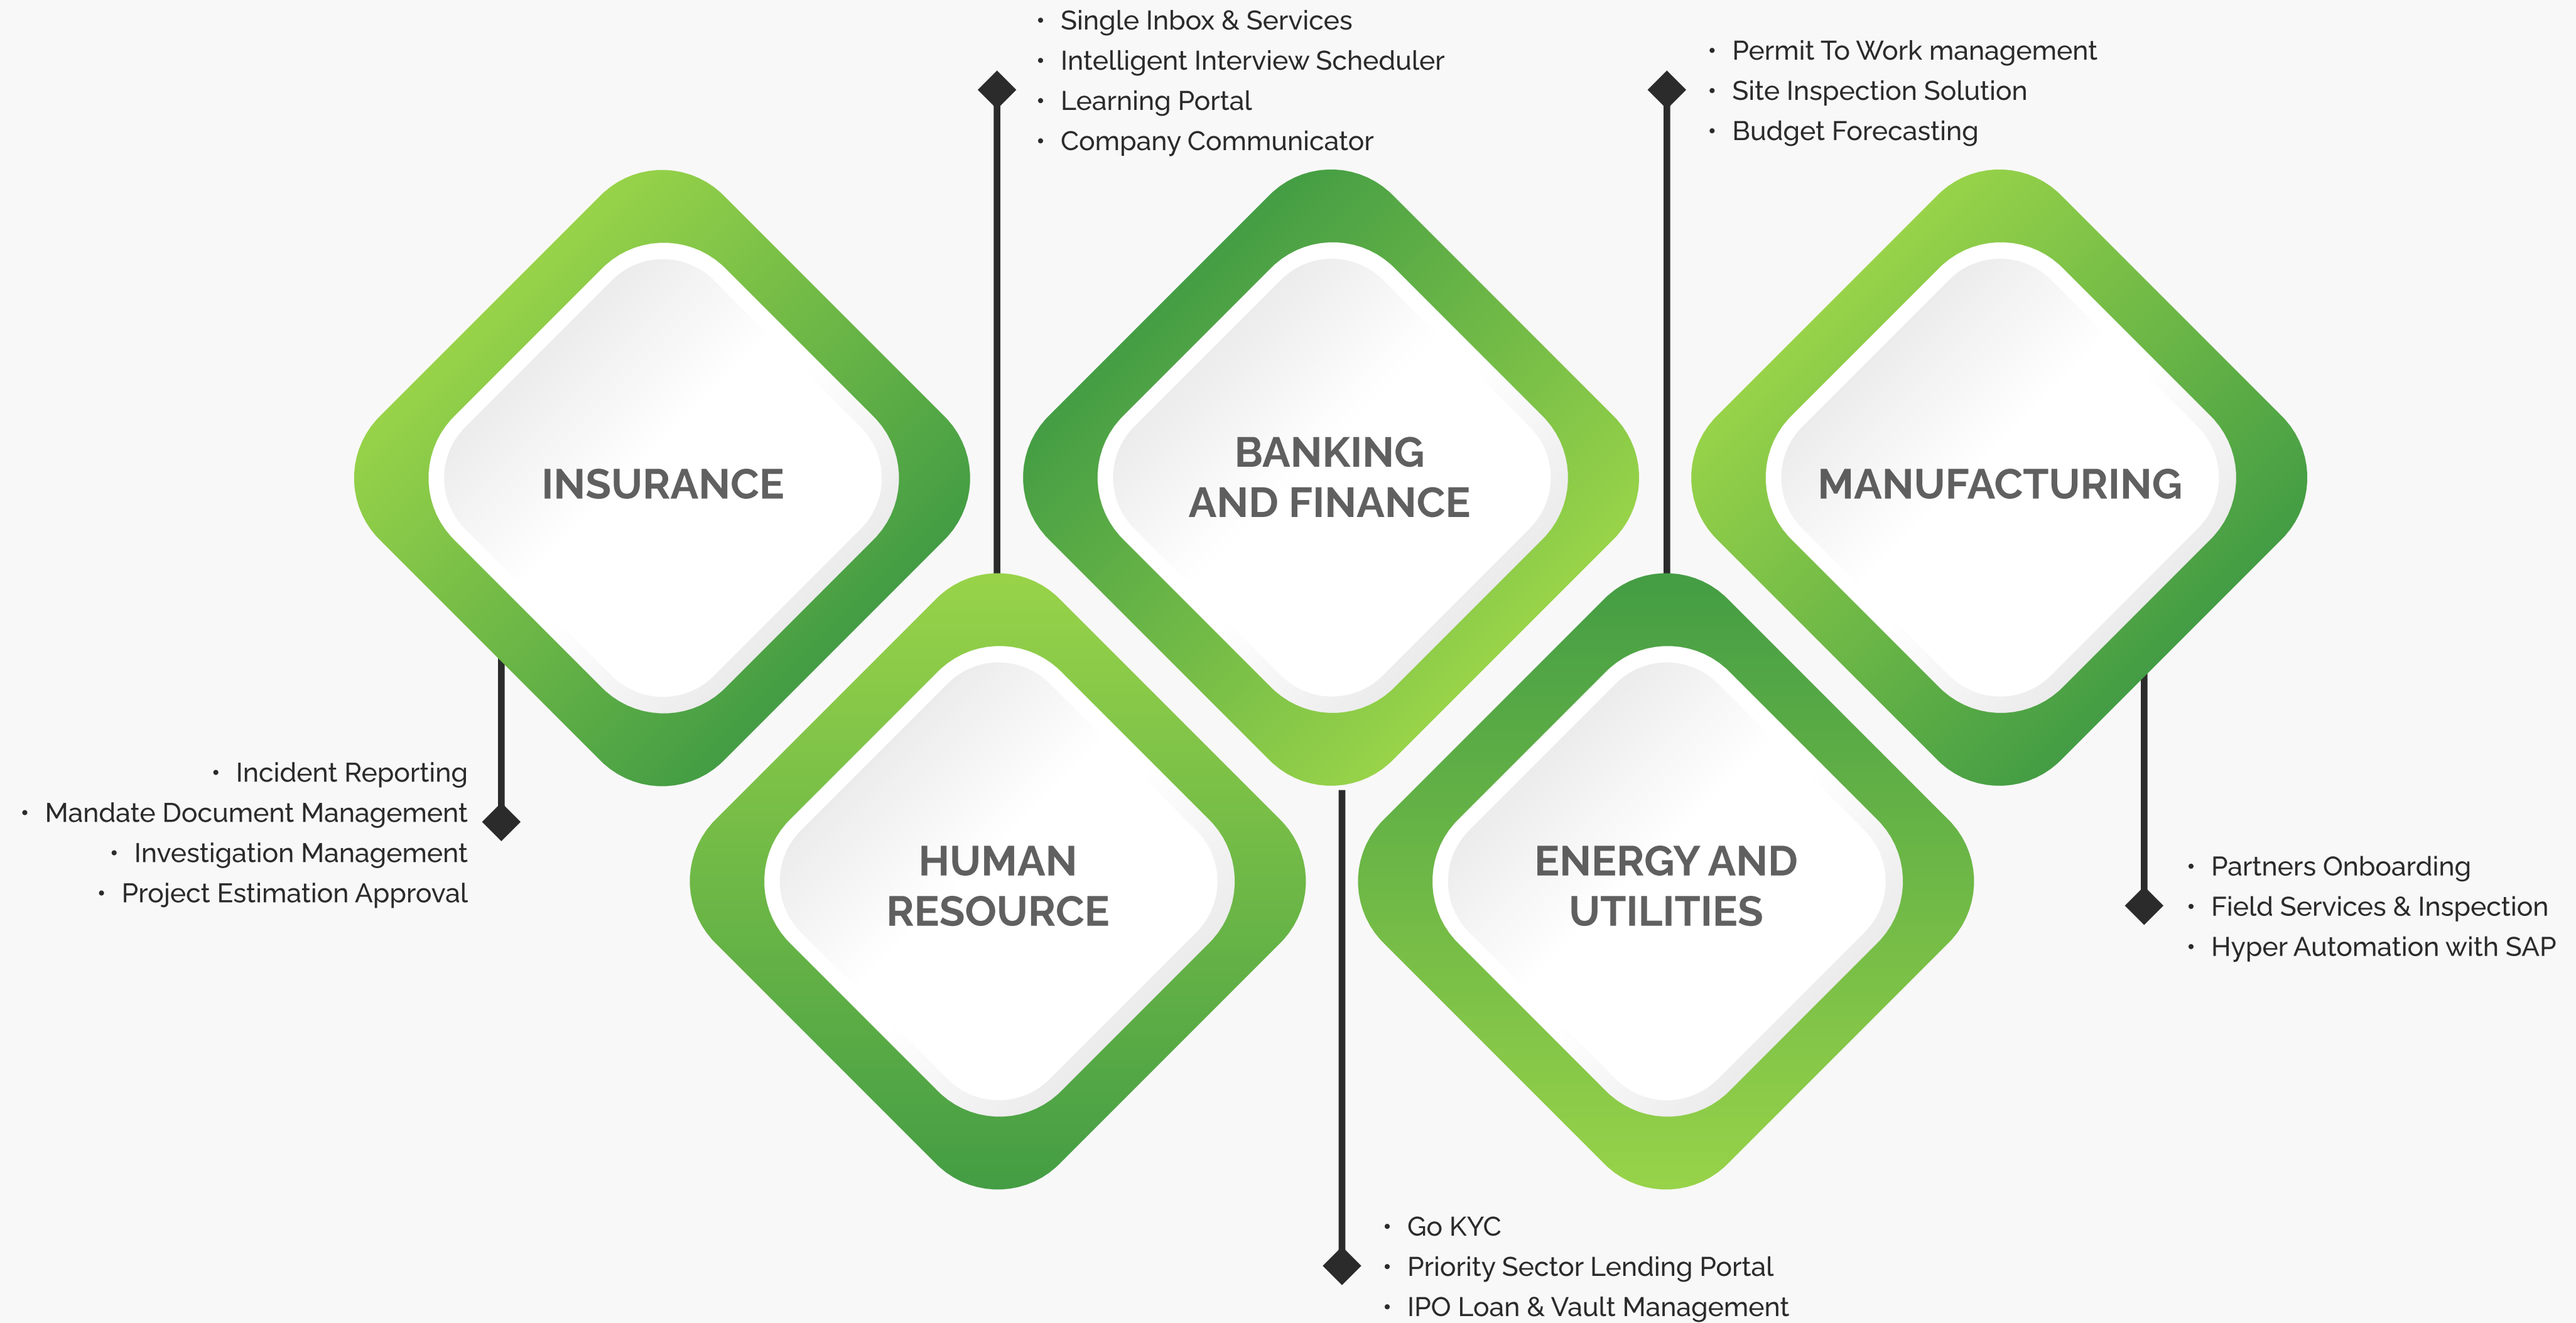 • Single Inbox & Services
• Intelligent Interview Scheduler
• Learning Portal
• Company Communicator
• Permit To Work management
• Site Inspection Solution
• Budget Forecasting
INSURANCE
BANKING
AND FINANCE
MANUFACTURING
• Incident Reporting
• Mandate Document Management
• Investigation Management
• Project Estimation Approval
HUMAN
RESOURCE
ENERGY AND
UTILITIES
• Partners Onboarding
• Field Services & Inspection
• Hyper Automation with SAP
• Go KYC
• Priority Sector Lending Portal
• IPO Loan & Vault Management